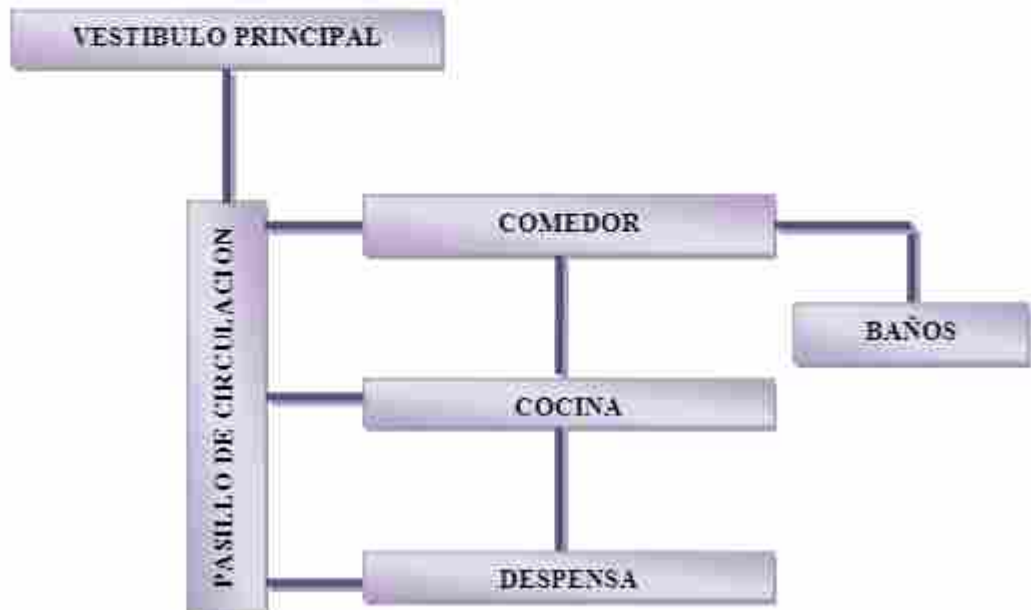 VESTIBULO PRINCIPAL
PASILLO DE CIRCULACION
COMEDOR
BAÑOS
COCINA
DESPENSA